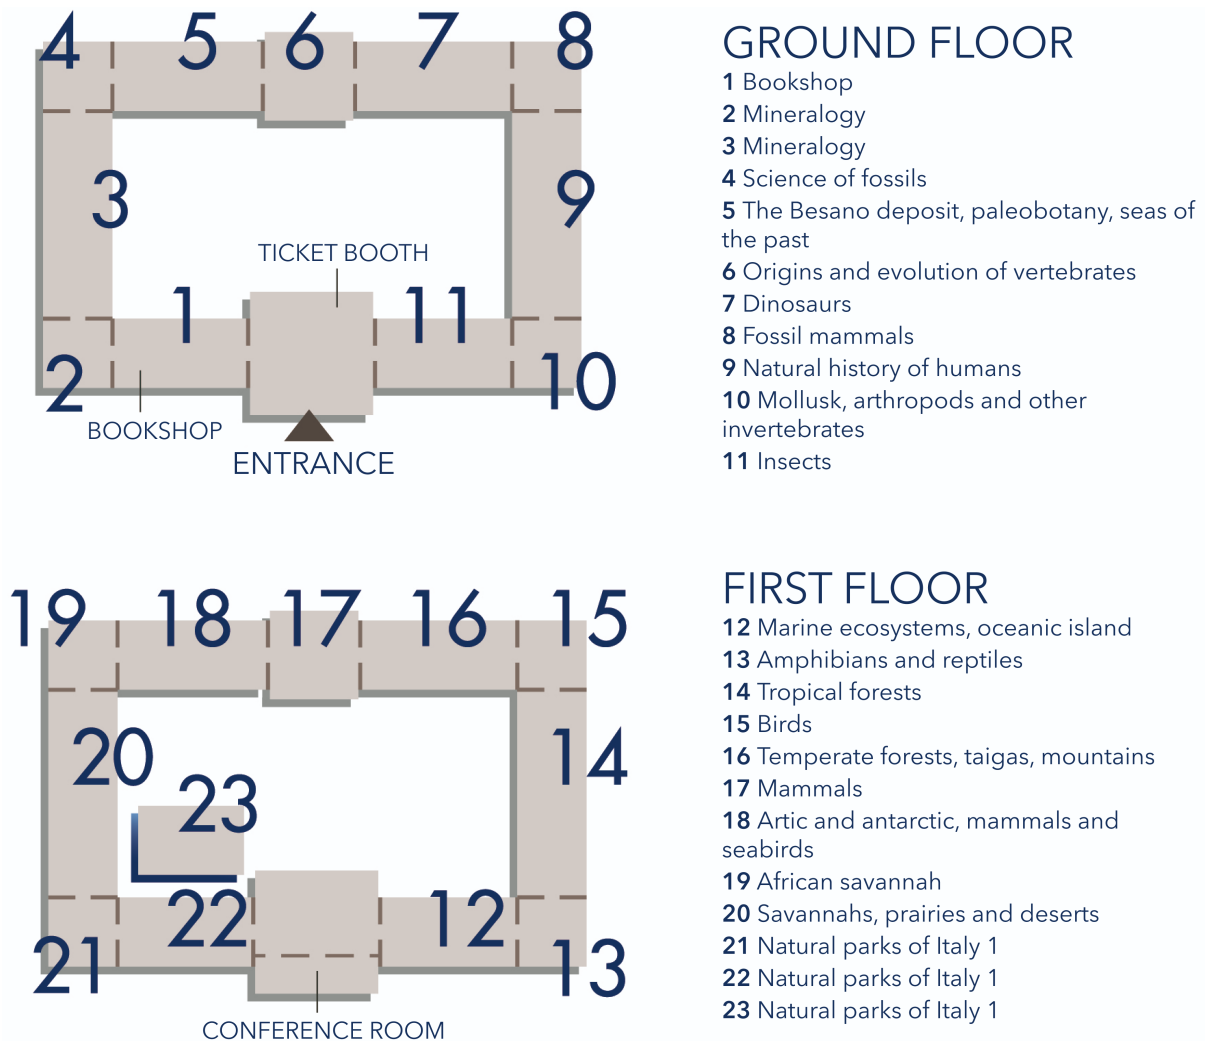 4 5 6 7 8
3 9
TICKET BOOTH
1 11
2 10
BOOKSHOP
ENTRANCE
GROUND FLOOR
1 Bookshop
2 Mineralogy
3 Mineralogy
4 Science of fossils
5 The Besano deposit, paleobotany, seas of
the past
6 Origins and evolution of vertebrates
7 Dinosaurs
8 Fossil mammals
9 Natural history of humans
10 Mollusk, arthropods and other
invertebrates
11 Insects
19 18 17 16 15
20 14
23
22 12
21 13
CONFERENCE ROOM
FIRST FLOOR
12 Marine ecosystems, oceanic island
13 Amphibians and reptiles
14 Tropical forests
15 Birds
16 Temperate forests, taigas, mountains
17 Mammals
18 Artic and antarctic, mammals and
seabirds
19 African savannah
20 Savannahs, prairies and deserts
21 Natural parks of Italy 1
22 Natural parks of Italy 1
23 Natural parks of Italy 1